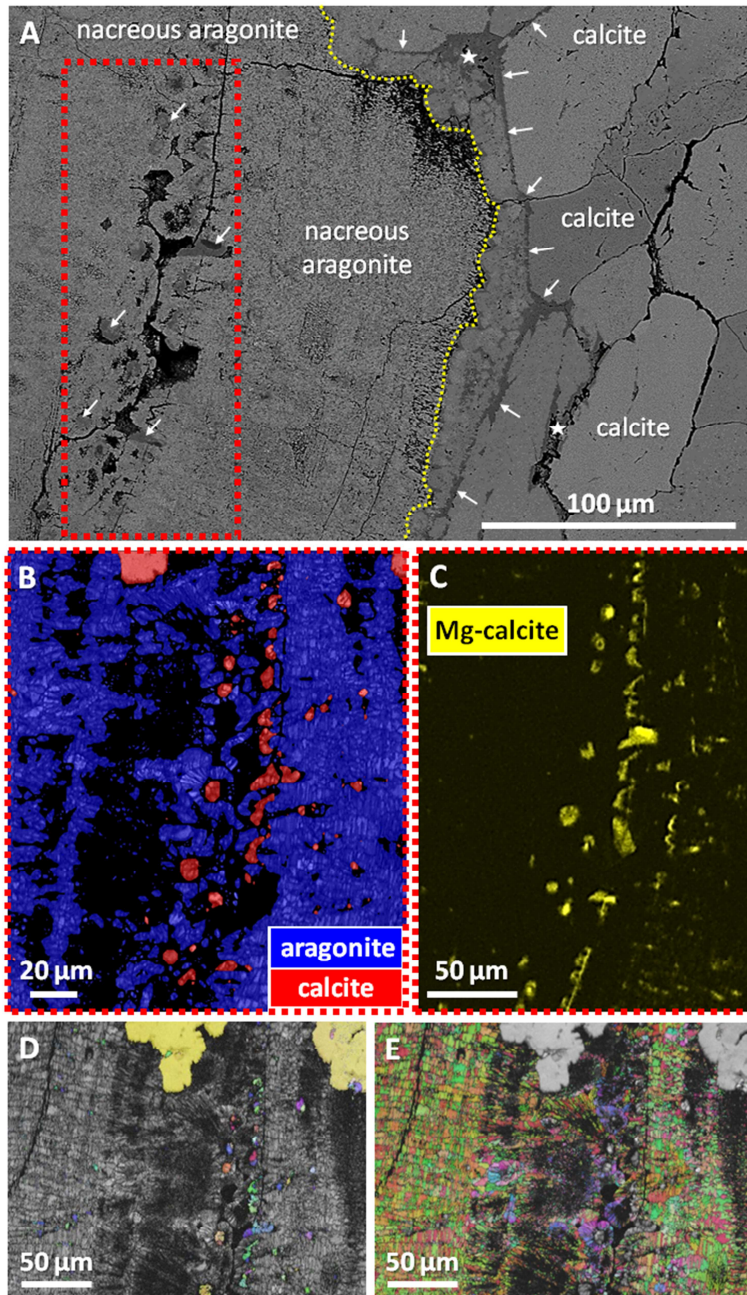 A
nacreous aragonite
calcite
calcite
nacreous
aragonite
calcite
100 µm
B
aragonite
calcite
20 µm
C
Mg-calcite
50 µm
D
50 µm
E
50 µm